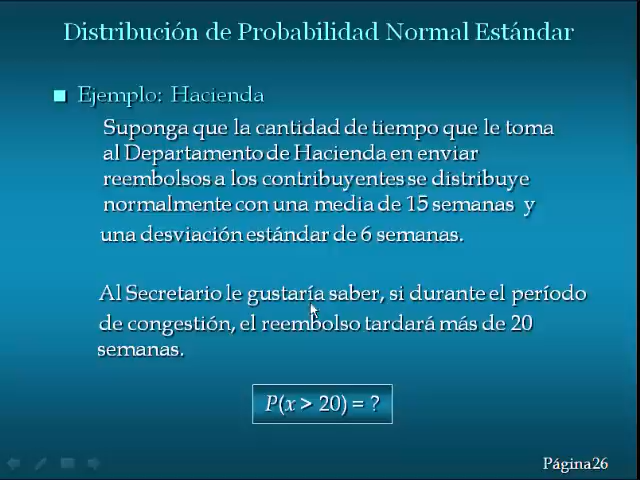 Distribución de Probabilidad Normal Estándar
Ejemplo: Hacienda
Suponga que la cantidad de tiempo que le toma
al Departamento de Hacienda en enviar
reembolsos a los contribuyentes se distribuye
normalmente con una media de 15 semanas y
una desviación estándar de 6 semanas.
Al Secretario le gustaría saber, si durante el período
de congestión, el reembolso tardará más de 20
semanas.
P(x > 20) = ?
Página26